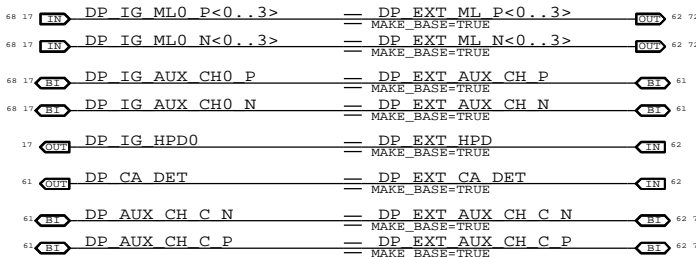 68 17 IN DP_IG_ML0_P<0..3> DP_EXT_ML_P<0..3> OUT 62 72
MAKE_BASE=TRUE
68 17 IN DP_IG_ML0_N<0..3> DP_EXT_ML_N<0..3> OUT 62 72
MAKE_BASE=TRUE
68 17 BI DP_IG_AUX_CH0_P DP_EXT_AUX_CH_P BI 61
MAKE_BASE=TRUE
68 17 BI DP_IG_AUX_CH0_N DP_EXT_AUX_CH_N BI 61
MAKE_BASE=TRUE
17 OUT DP_IG_HPD0 DP_EXT_HPD IN 62
MAKE_BASE=TRUE
61 OUT DP_CA_DET DP_EXT_CA_DET IN 62
MAKE_BASE=TRUE
61 BI DP_AUX_CH_C_N DP_EXT_AUX_CH_C_N BI 62 7
MAKE_BASE=TRUE
61 BI DP_AUX_CH_C_P DP_EXT_AUX_CH_C_P BI 62 7
MAKE_BASE=TRUE